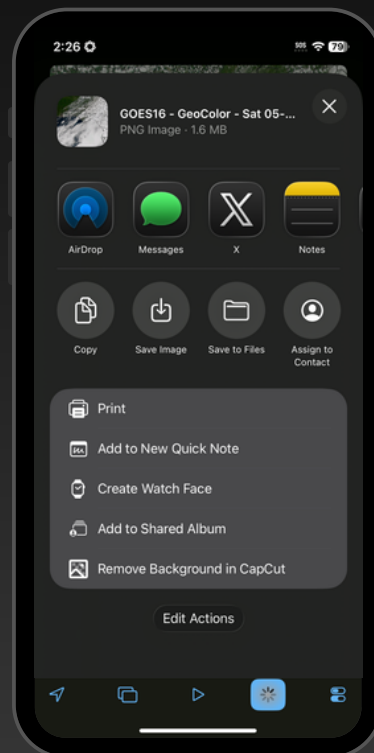 2:26
SOS 79
GOES16 - GeoColor - Sat 05-...
PNG Image · 1.6 MB
AirDrop Messages X Notes
Copy Save Image Save to Files Assign to
Contact
Print
Add to New Quick Note
Create Watch Face
Add to Shared Album
Remove Background in CapCut
Edit Actions